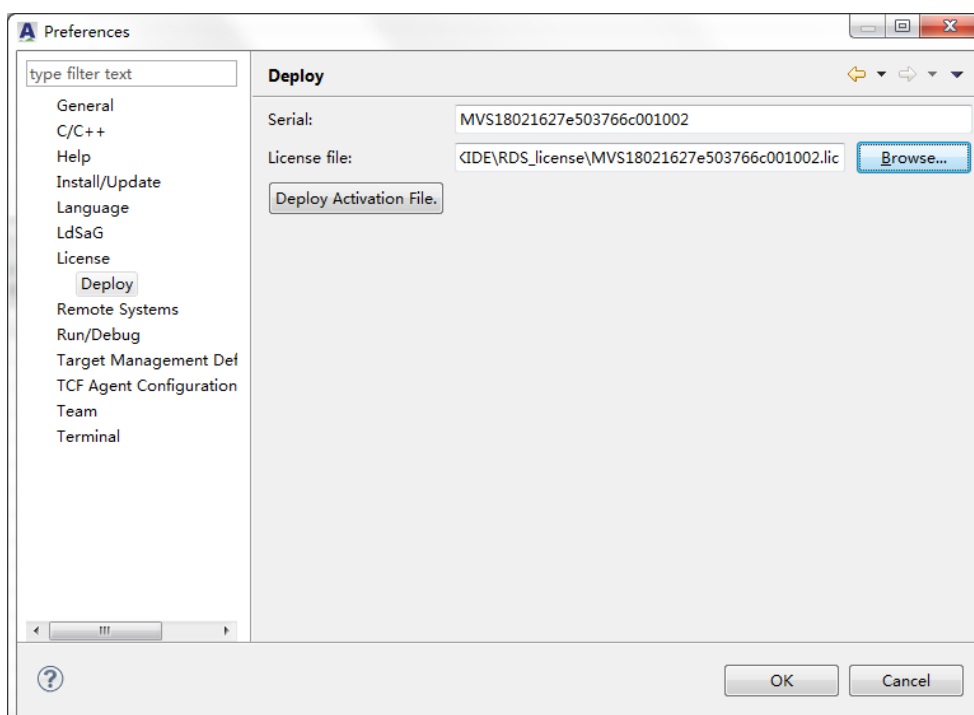 Preferences
type filter text
General
C/C++
Help
Install/Update
Language
LdSaG
License
Deploy
Remote Systems
Run/Debug
Target Management Def
TCF Agent Configuration
Team
Terminal
Deploy
Serial: MVS18021627e503766c001002
License file: <IDE\RDS_license\MVS18021627e503766c001002.lic Browse...
Deploy Activation File.
OK Cancel